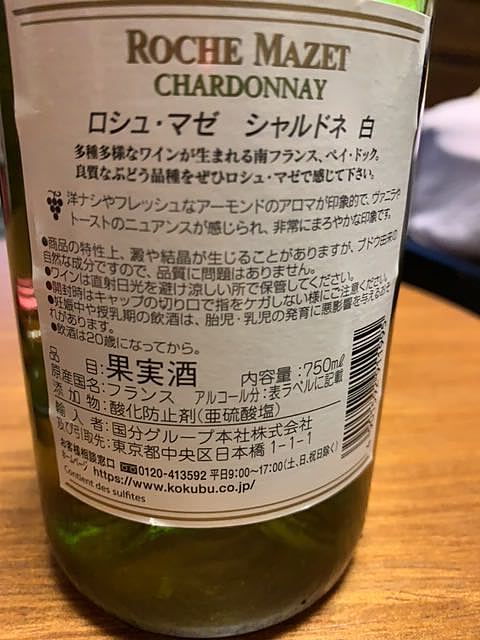 ROCHE MAZET
CHARDONNAY
ロシュ・マゼ シャルドネ 白
多種多様なワインが生まれる南フランス、ペイ・ドック。
良質なぶどう品種をぜひロシュ・マゼで感じて下さい。
洋ナシやフレッシュなアーモンドのアロマが印象的で、ヴァニラや
トーストのニュアンスが感じられ、非常にまろやかな印象です。
●商品の特性上、澱や結晶が生じることがありますが、ブドウ由来の
自然な成分ですので、品質に問題はありません。
●ワインは直射日光を避け涼しい所で保管してください。
●開封時はキャップの切り口で指をケガしない様にご注意ください。
●妊娠中や授乳期の飲酒は、胎児・乳児の発育に悪影響を与えるおそ
れがあります。
●飲酒は20歳になってから。
品 目:果実酒 内容量:750mℓ
原産国名:フランス アルコール分:表ラベルに記載
添加物:酸化防止剤(亜硫酸塩)
輸入者:国分グループ本社株式会社
及び引取先:東京都中央区日本橋1-1-1
お客様相談窓口 0120-413592 平日9:00~17:00(土、日、祝日除く)
ホームページ https://www.kokubu.co.jp/
Contient des sulfites